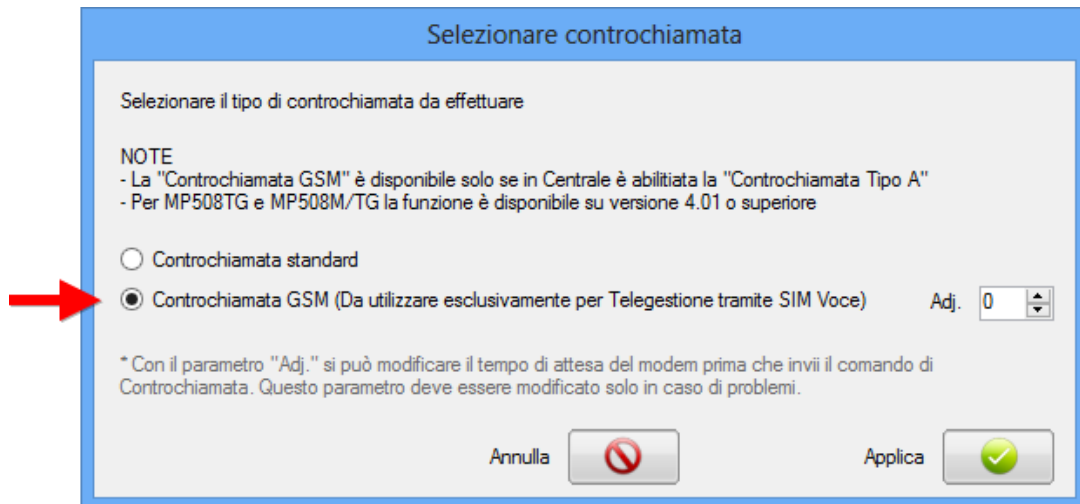 Selezionare controchiamata
Selezionare il tipo di controchiamata da effettuare
NOTE
- La "Controchiamata GSM" è disponibile solo se in Centrale è abilitiata la "Controchiamata Tipo A"
- Per MP508TG e MP508M/TG la funzione è disponibile su versione 4.01 o superiore
Controchiamata standard
Controchiamata GSM (Da utilizzare esclusivamente per Telegestione tramite SIM Voce) Adj. 0
* Con il parametro "Adj." si può modificare il tempo di attesa del modem prima che invii il comando di
Controchiamata. Questo parametro deve essere modificato solo in caso di problemi.
Annulla Applica